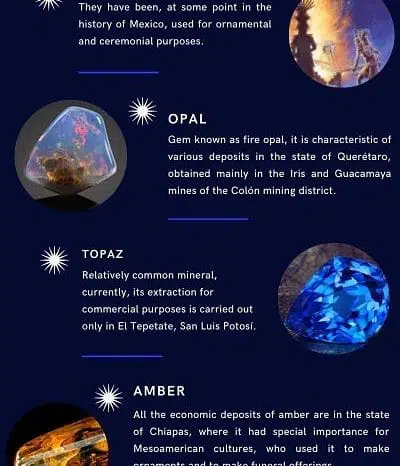 They have been, at some point in the
history of Mexico, used for ornamental
and ceremonial purposes.
OPAL
Gem known as fire opal, it is characteristic of
various deposits in the state of Querétaro,
obtained mainly in the Iris and Guacamaya
mines of the Colón mining district.
TOPAZ
Relatively common mineral,
currently, its extraction for
commercial purposes is carried out
only in El Tepetate, San Luis Potosí.
AMBER
All the economic deposits of amber are in the state
of Chiapas, where it had special importance for
Mesoamerican cultures, who used it to make
ornaments and to make funeral offerings.